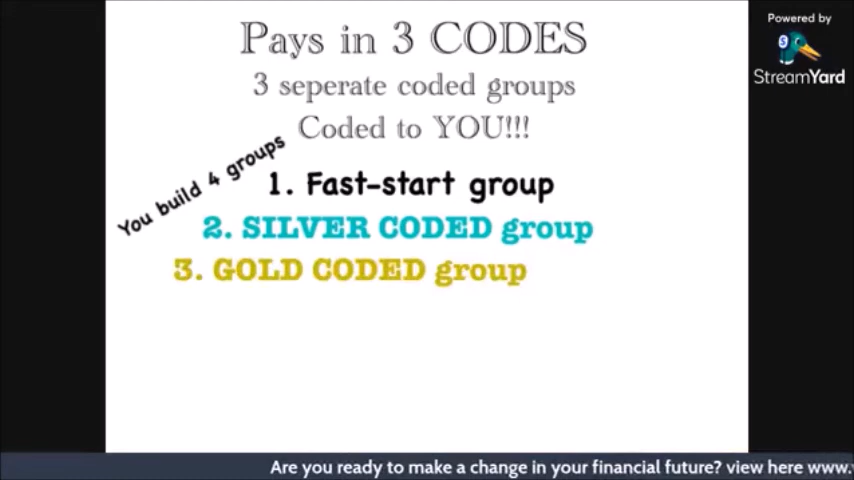 Pays in 3 CODES
3 seperate coded groups
Coded to YOU!!!
You build 4 groups
1. Fast-start group
2. SILVER CODED group
3. GOLD CODED group
Powered by
StreamYard
Are you ready to make a change in your financial future? view here www.